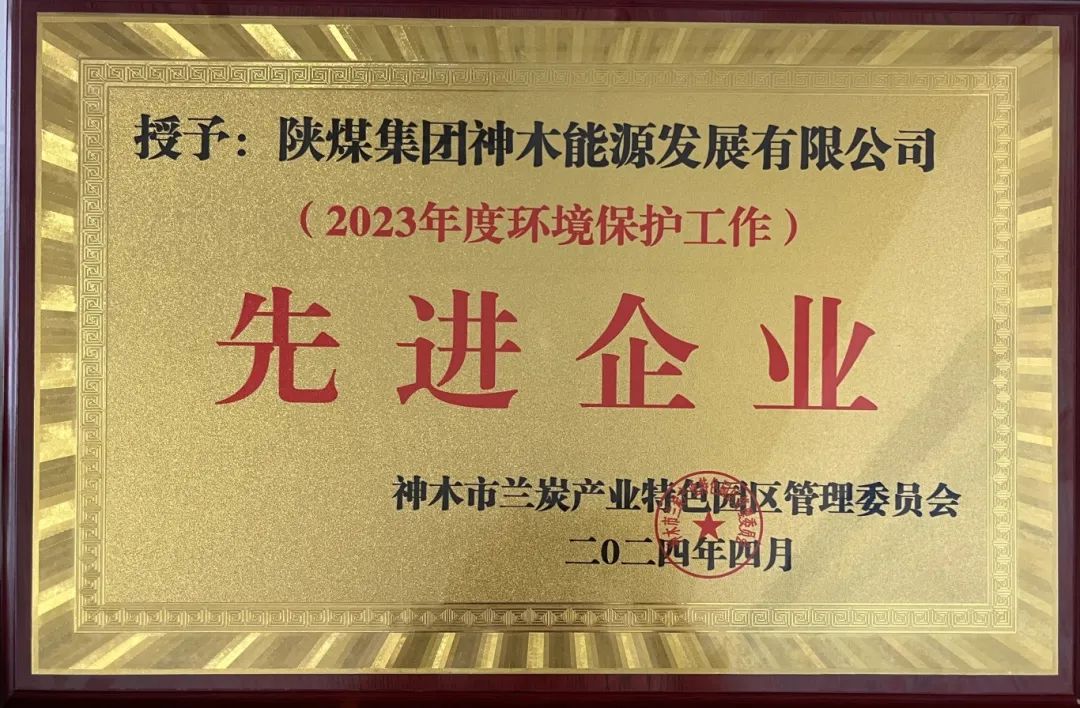 授予：陕煤集团神木能源发展有限公司
（2023年度环境保护工作）
先进企业
神木市兰炭产业特色园区管理委员会
二〇二四年四月